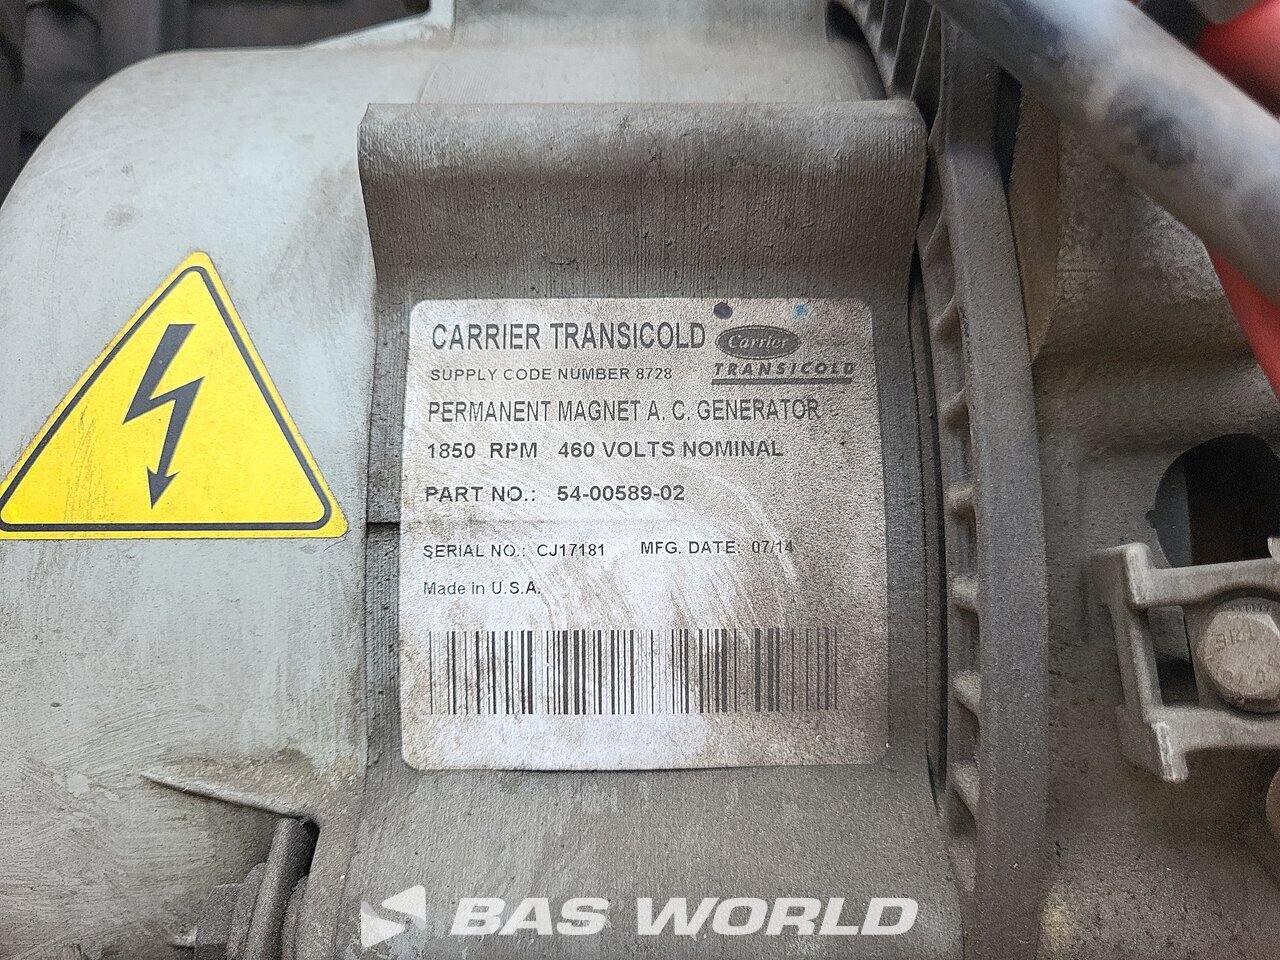 CARRIER TRANSICOLD
Carrier
TRANSICOLD
SUPPLY CODE NUMBER 8728
PERMANENT MAGNET A. C. GENERATOR
1850 RPM 460 VOLTS NOMINAL
PART NO.: 54-00589-02
SERIAL NO.: CJ17181 MFG. DATE: 07/14
Made in U.S.A.
BAS WORLD